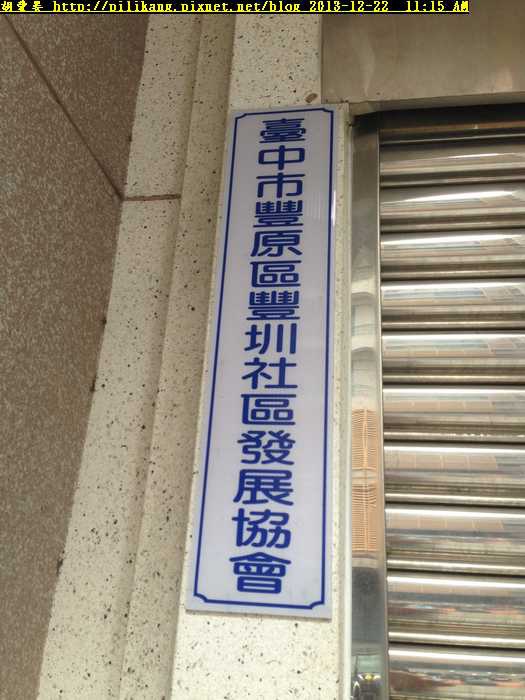 胡愛晏 http://pilikang.pixnet.net/blog 2013-12-22 11:15 AM
臺中市豐原區豐圳社區發展協會